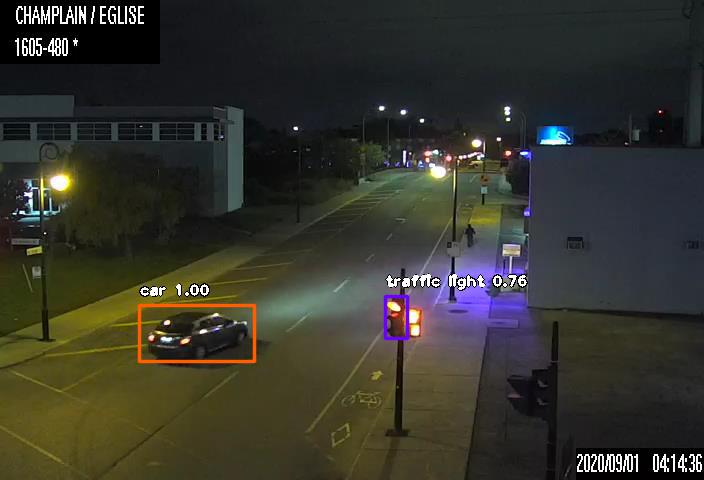 CHAMPLAIN / EGLISE
1605-480 *
car 1.00
traffic light 0.76
2020/09/01 04:14:36